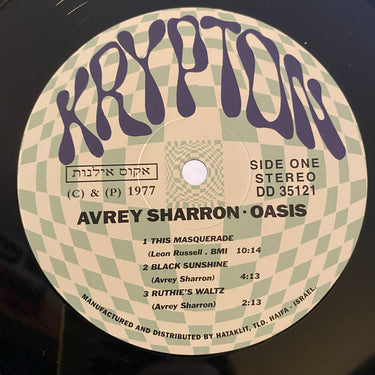 KRYPTON
אקוס אילנות
(C) & (P) 1977
SIDE ONE
STEREO
DD 35121
AVREY SHARRON · OASIS
1 THIS MASQUERADE
(Leon Russell . BMI 10:14
2 BLACK SUNSHINE
(Avrey Sharron) 4:13
3 RUTHIE'S WALTZ
(Avrey Sharron) 2:13
MANUFACTURED AND DISTRIBUTED BY HATAKLIT, TLD. HAIFA - ISRAEL.